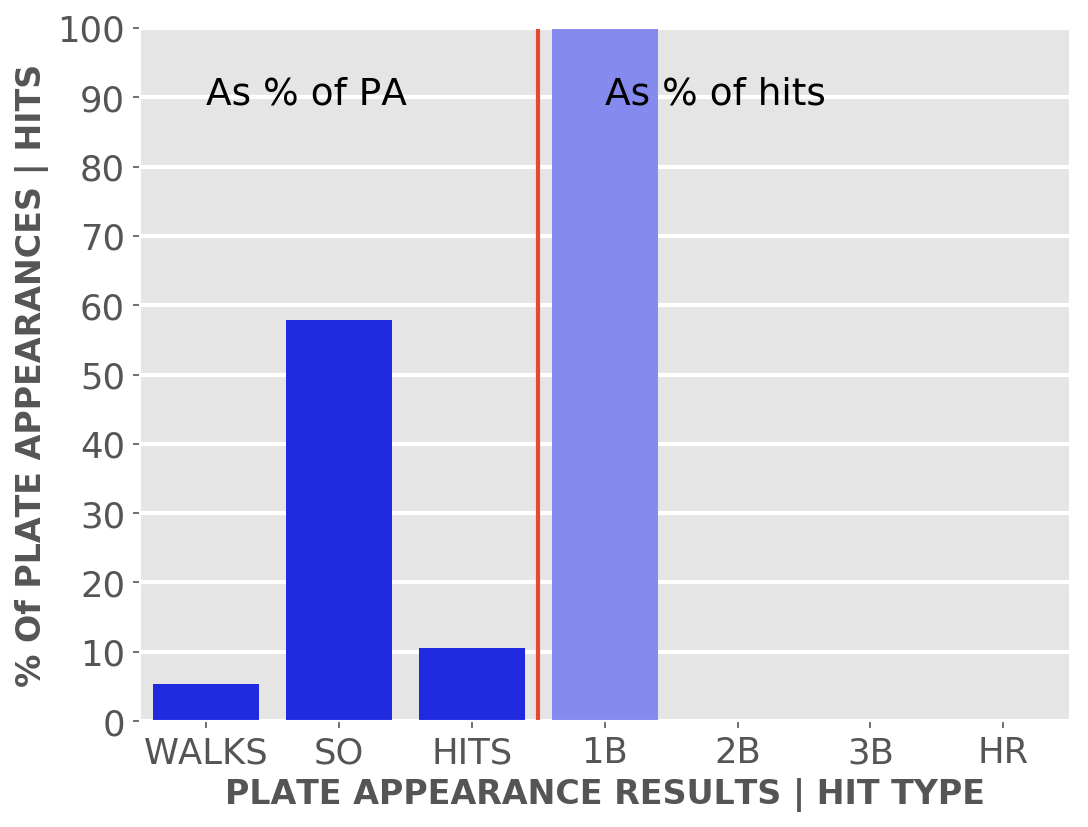 % Of PLATE APPEARANCES | HITS
100
90
80
70
60
50
40
30
20
10
0
As % of PA
As % of hits
WALKS SO HITS 1B 2B 3B HR
PLATE APPEARANCE RESULTS | HIT TYPE